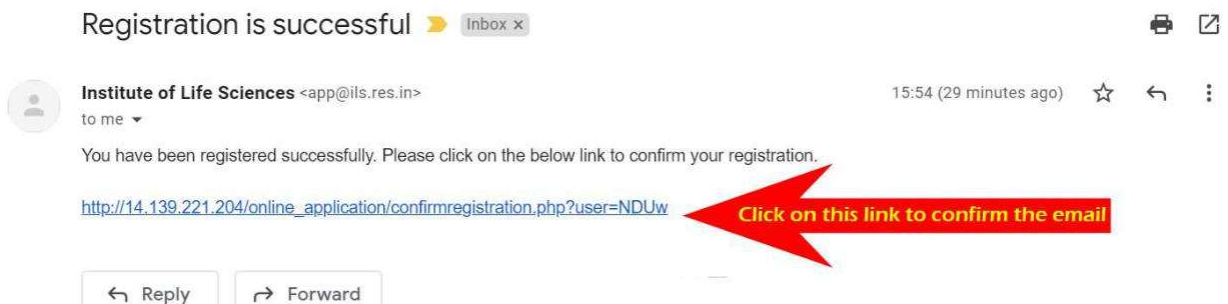 Registration is successful Inbox x
Institute of Life Sciences <app@ils.res.in> 15:54 (29 minutes ago)
to me
You have been registered successfully. Please click on the below link to confirm your registration.
http://14.139.221.204/online_application/confirmregistration.php?user=NDUw Click on this link to confirm the email
Reply Forward